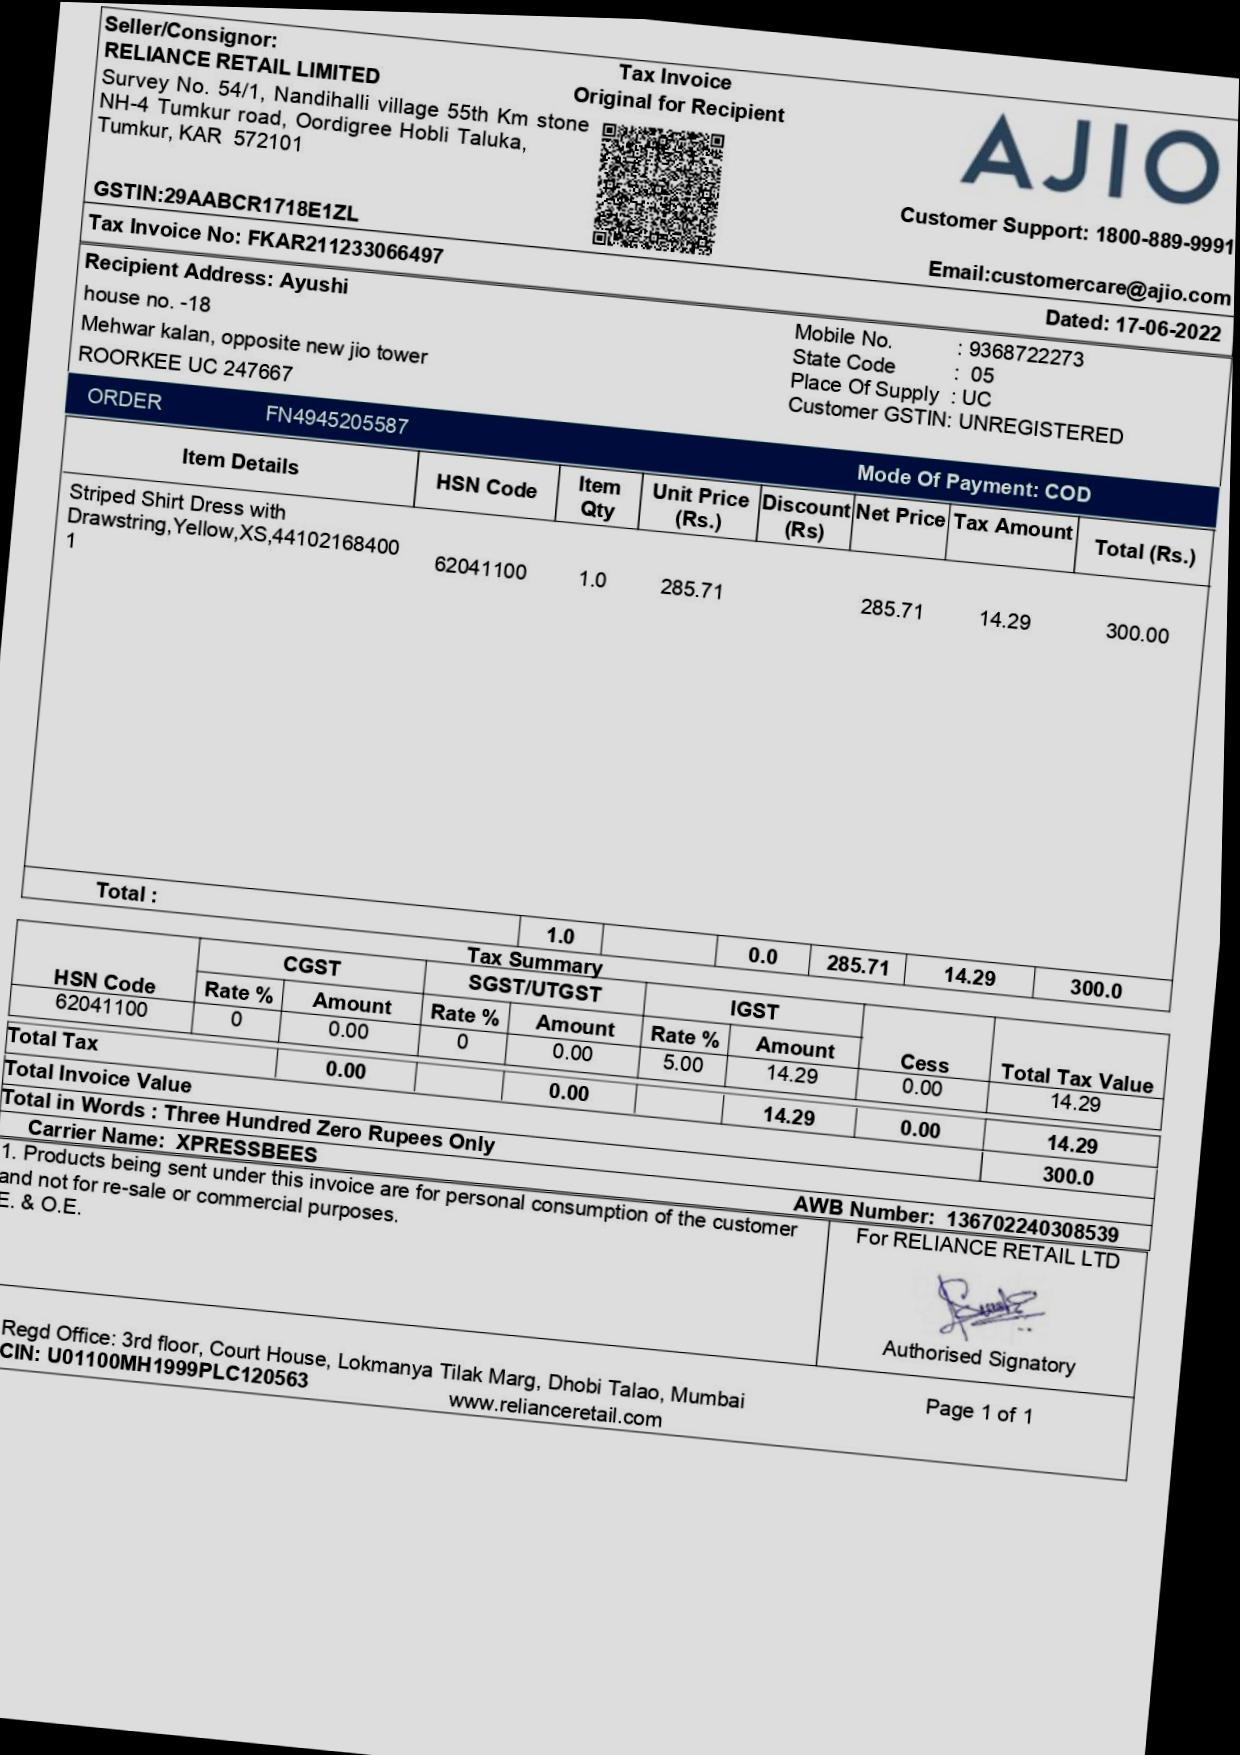 Seller/Consignor:
RELIANCE RETAIL LIMITED
Survey No. 54/1, Nandihalli village 55th Km stone
NH-4 Tumkur road, Oordigree Hobli Taluka,
Tumkur, KAR 572101
GSTIN:29AABCR1718E1ZL
Tax Invoice
Original for Recipient
AJIO
Customer Support: 1800-889-9991
Email:customercare@ajio.com
Tax Invoice No: FKAR211233066497
Dated: 17-06-2022
Recipient Address: Ayushi
house no. -18
Mehwar kalan, opposite new jio tower
ROORKEE UC 247667
Mobile No. : 9368722273
State Code : 05
Place Of Supply : UC
Customer GSTIN: UNREGISTERED
ORDER FN4945205587 Mode Of Payment: COD
Item Details HSN Code Item Qty Unit Price (Rs.) Discount (Rs) Net Price Tax Amount Total (Rs.)
Striped Shirt Dress with
Drawstring,Yellow,XS,44102168400
1
62041100 1.0 285.71 285.71 14.29 300.00
Total : 1.0 0.0 285.71 14.29 300.0
Tax Summary
HSN Code CGST SGST/UTGST IGST Cess Total Tax Value
Rate % Amount Rate % Amount Rate % Amount
62041100 0 0.00 0 0.00 5.00 14.29 0.00 14.29
Total Tax 0.00 0.00 14.29 0.00 14.29
Total Invoice Value 300.0
Total in Words : Three Hundred Zero Rupees Only
Carrier Name: XPRESSBEES AWB Number: 136702240308539
1. Products being sent under this invoice are for personal consumption of the customer
and not for re-sale or commercial purposes.
E. & O.E.
For RELIANCE RETAIL LTD
Authorised Signatory
Regd Office: 3rd floor, Court House, Lokmanya Tilak Marg, Dhobi Talao, Mumbai
CIN: U01100MH1999PLC120563
www.relianceretail.com
Page 1 of 1